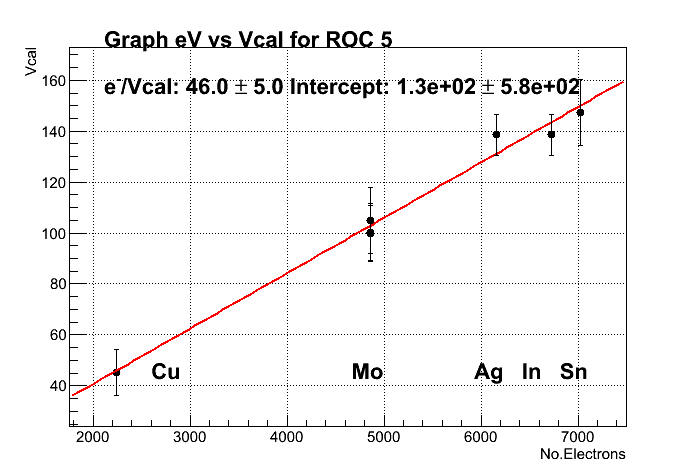 Graph eV vs Vcal for ROC 5
e-/Vcal: 46.0 ± 5.0 Intercept: 1.3e+02 ± 5.8e+02
Vcal
160
140
120
100
80
60
40
Cu Mo Ag In Sn
2000 3000 4000 5000 6000 7000
No.Electrons